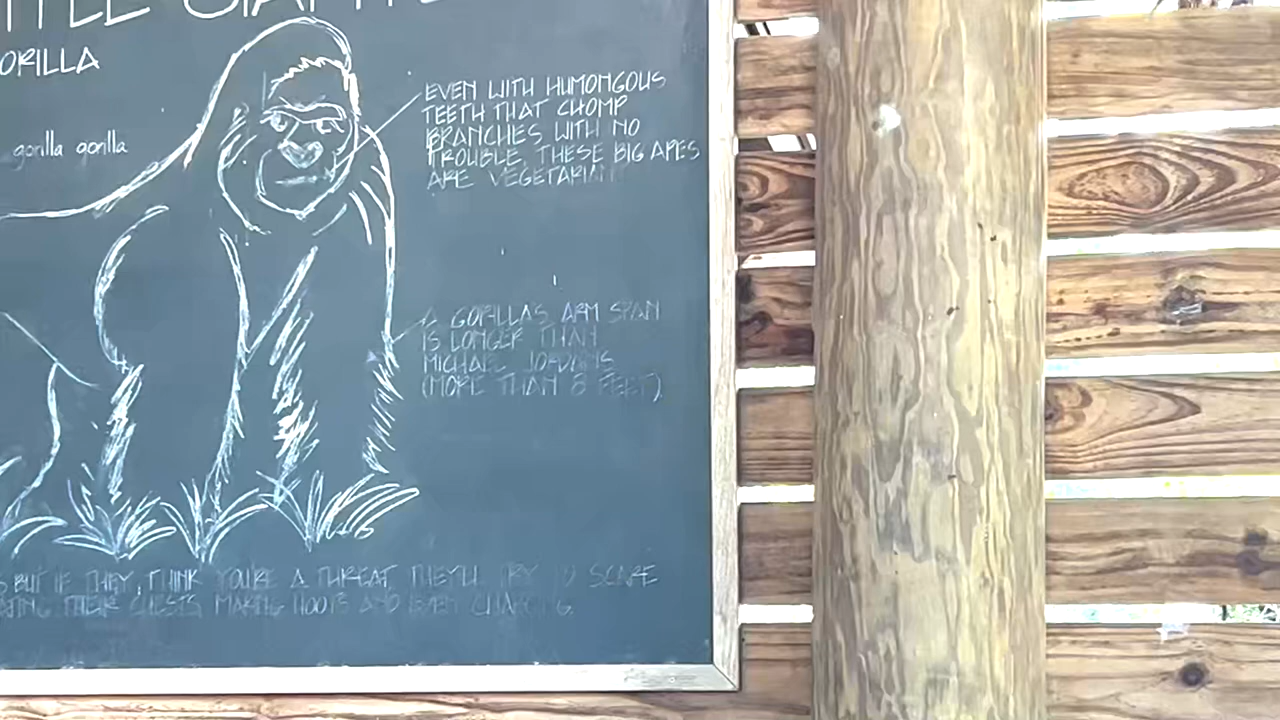 GORILLA
gorilla gorilla
EVEN WITH HUMONGOUS
TEETH THAT CHOMP
BRANCHES WITH NO
TROUBLE, THESE BIG APES
ARE VEGETARIAN
A GORILLA'S ARM SPAN
IS LONGER THAN
MICHAEL JORDAN'S
(MORE THAN 8 FEET).
BUT IF THEY THINK YOU'RE A THREAT, THEY'LL TRY TO SCARE
THEIR CHESTS, MAKING HOOTS AND EVEN CHARGING.